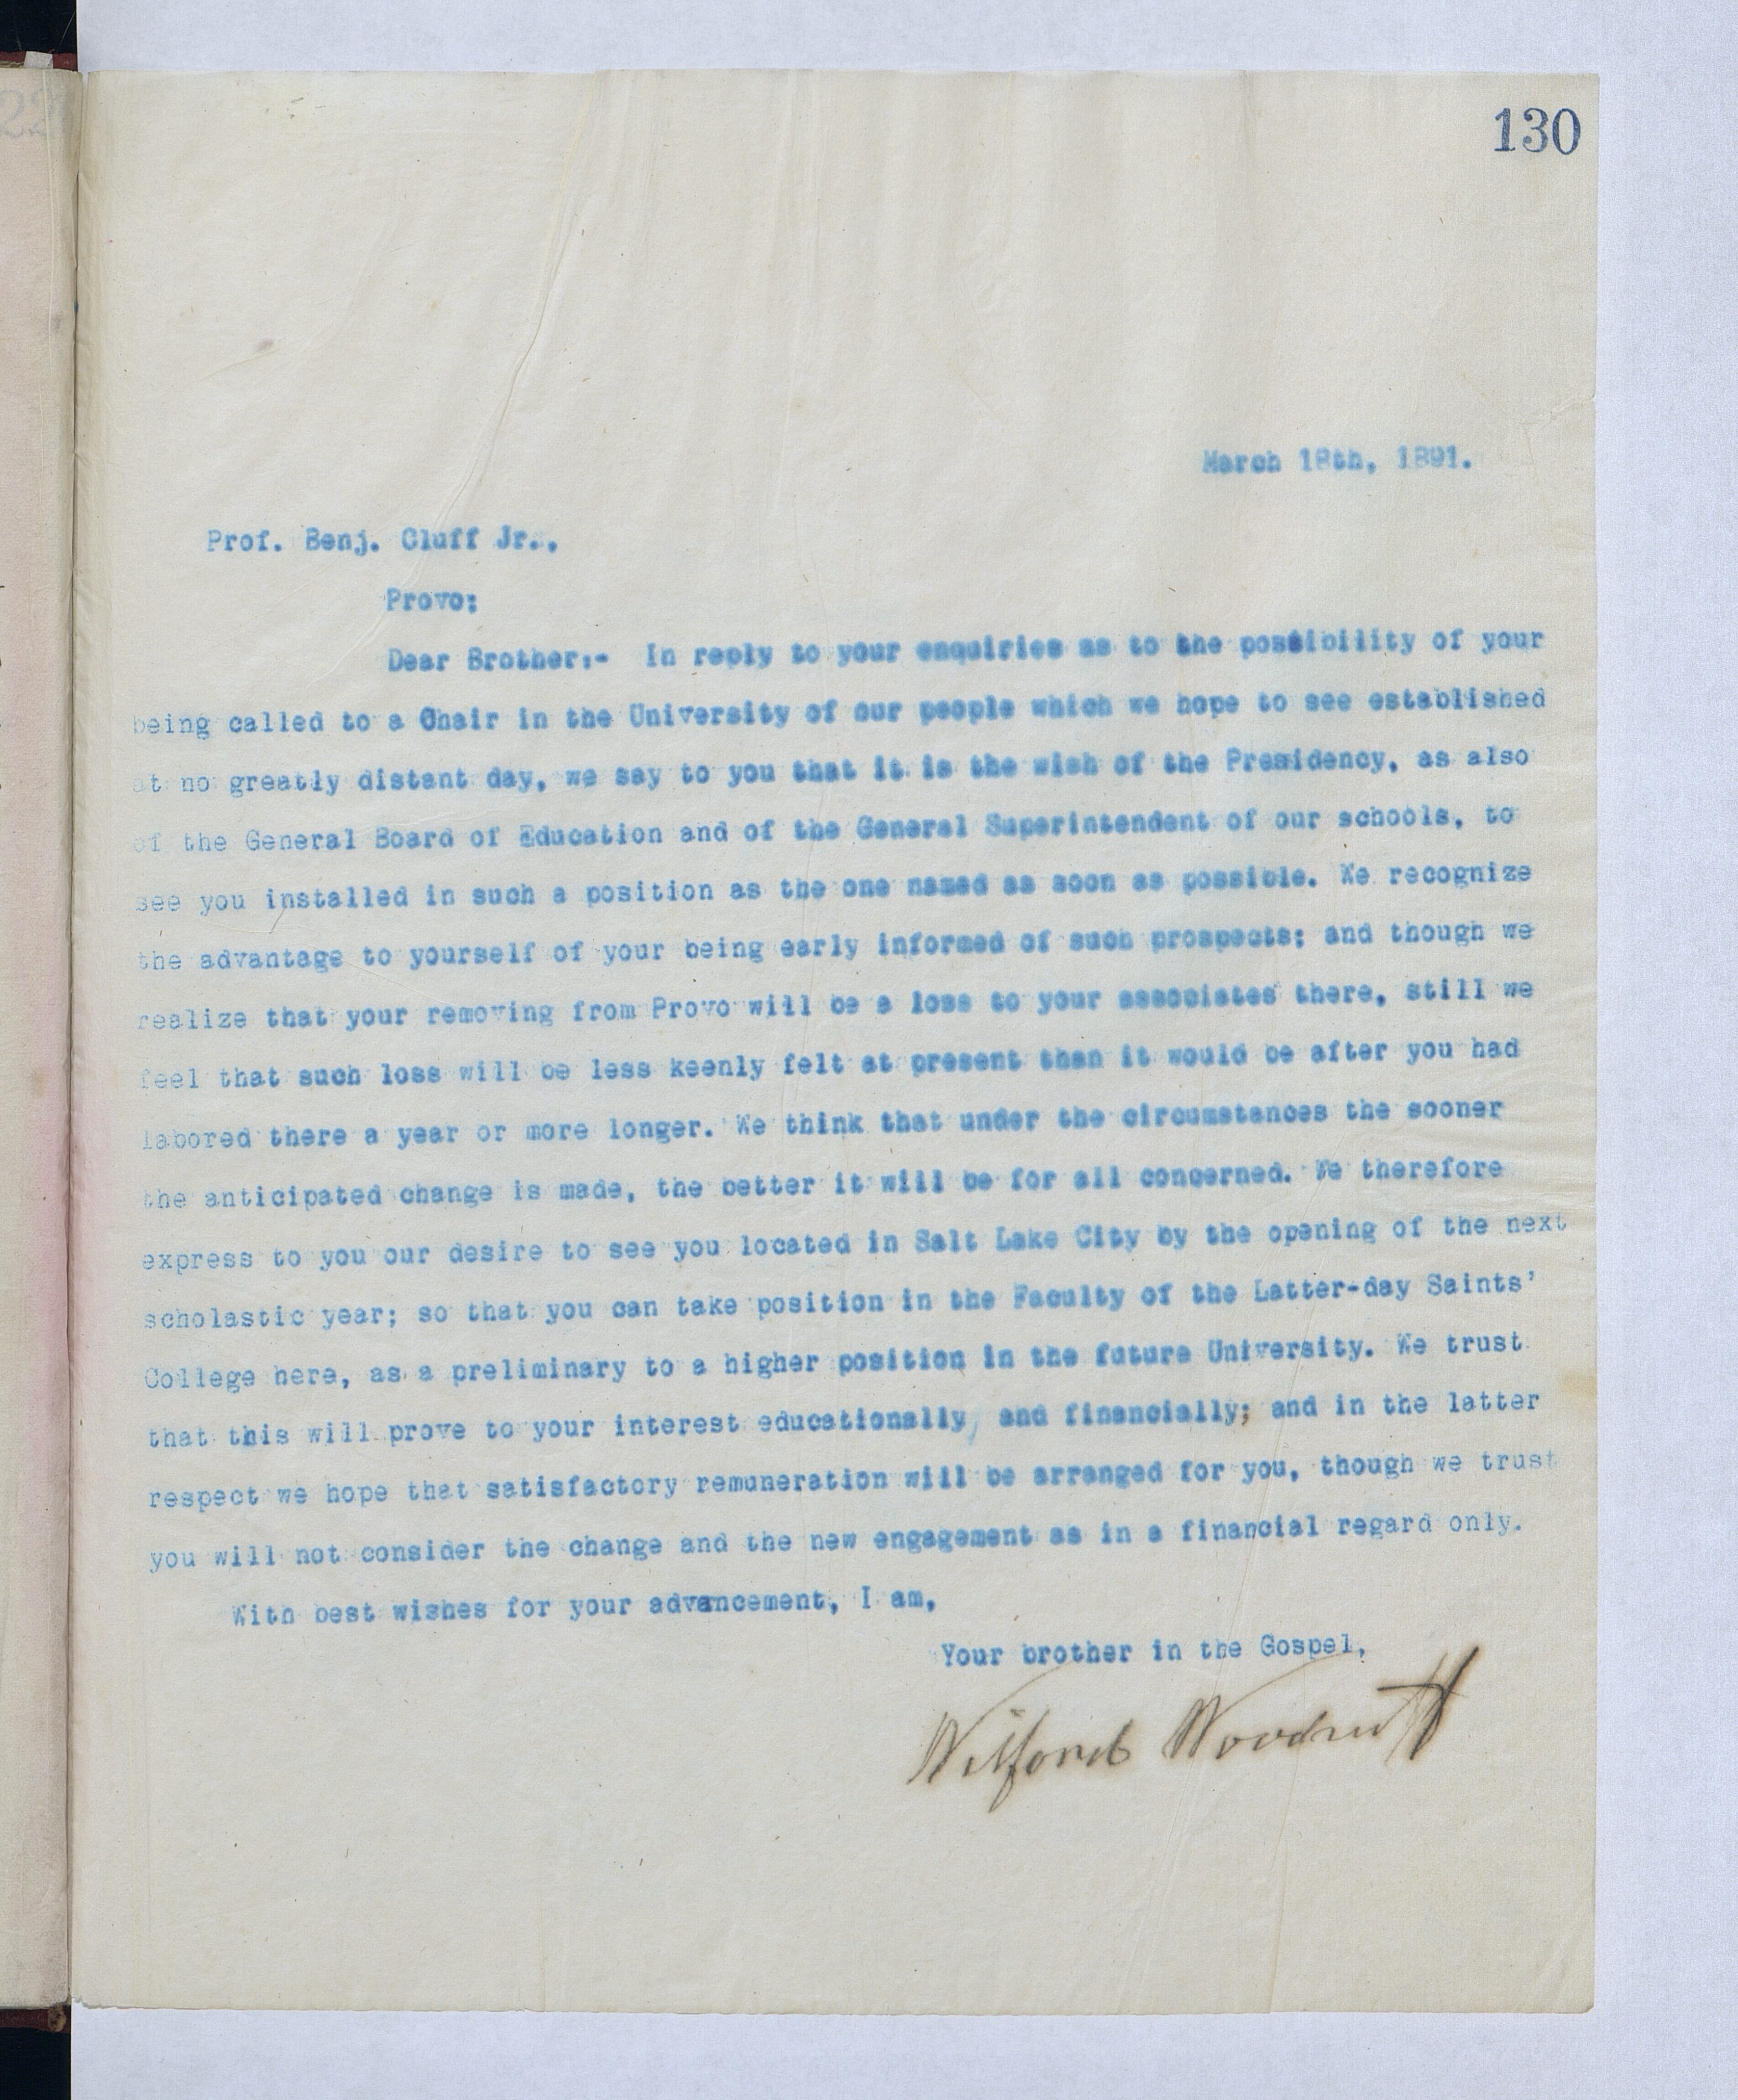 130
March 18th, 1891.
Prof. Benj. Cluff Jr.,
Provo:
Dear Brother:- In reply to your enquiries as to the possibility of your
being called to a Chair in the University of our people which we hope to see established
at no greatly distant day, we say to you that it is the wish of the Presidency, as also
of the General Board of Education and of the General Superintendent of our schools, to
see you installed in such a position as the one named as soon as possible. We recognize
the advantage to yourself of your being early informed of such prospects; and though we
realize that your removing from Provo will be a loss to your associates there, still we
feel that such loss will be less keenly felt at present than it would be after you had
labored there a year or more longer. We think that under the circumstances the sooner
the anticipated change is made, the better it will be for all concerned. We therefore
express to you our desire to see you located in Salt Lake City by the opening of the next
scholastic year; so that you can take position in the Faculty of the Latter-day Saints'
College here, as a preliminary to a higher position in the future University. We trust
that this will prove to your interest educationally, and financially; and in the latter
respect we hope that satisfactory remuneration will be arranged for you, though we trust
you will not consider the change and the new engagement as in a financial regard only.
With best wishes for your advancement, I am,
Your brother in the Gospel,
Wilford Woodruff